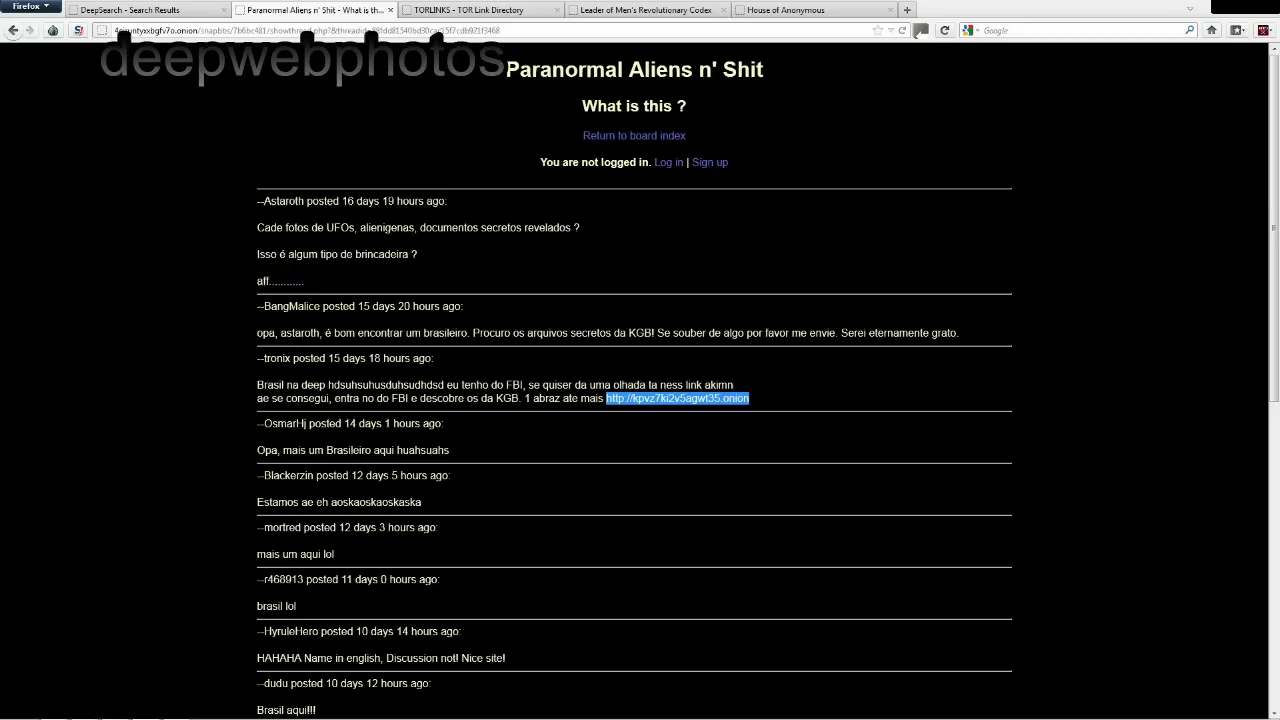 Firefox
DeepSearch - Search Results
Paranormal Aliens n' Shit - What is th...
TORLINKS - TOR Link Directory
Leader of Men's Revolutionary Codex
House of Anonymous
Google
deepwebphotos
Paranormal Aliens n' Shit
What is this ?
Return to board index
You are not logged in. Log in | Sign up
--Astaroth posted 16 days 19 hours ago:
Cade fotos de UFOs, alienigenas, documentos secretos revelados ?
Isso é algum tipo de brincadeira ?
aff............
--BangMalice posted 15 days 20 hours ago:
opa, astaroth, é bom encontrar um brasileiro. Procuro os arquivos secretos da KGB! Se souber de algo por favor me envie. Serei eternamente grato.
--tronix posted 15 days 18 hours ago:
Brasil na deep hdsuhsuhusduhsudhdsd eu tenho do FBI, se quiser da uma olhada ta ness link akimn
ae se consegui, entra no do FBI e descobre os da KGB. 1 abraz ate mais http://kpvz7ki2v5agwt35.onion
--OsmarHj posted 14 days 1 hours ago:
Opa, mais um Brasileiro aqui huahsuahs
--Blackerzin posted 12 days 5 hours ago:
Estamos ae eh aoskaoskaoskaska
--morfred posted 12 days 3 hours ago:
mais um aqui lol
--r468913 posted 11 days 0 hours ago:
brasil lol
--HyruleHero posted 10 days 14 hours ago:
HAHAHA Name in english, Discussion not! Nice site!
--dudu posted 10 days 12 hours ago:
Brasil aqui!!!